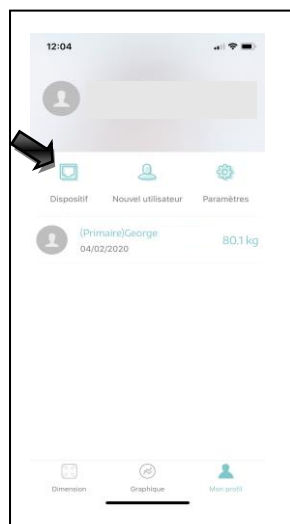 12:04
Dispositif Nouvel utilisateur Paramètres
(Primaire)George
04/02/2020
80.1 kg
Dimension Graphique Mon profil